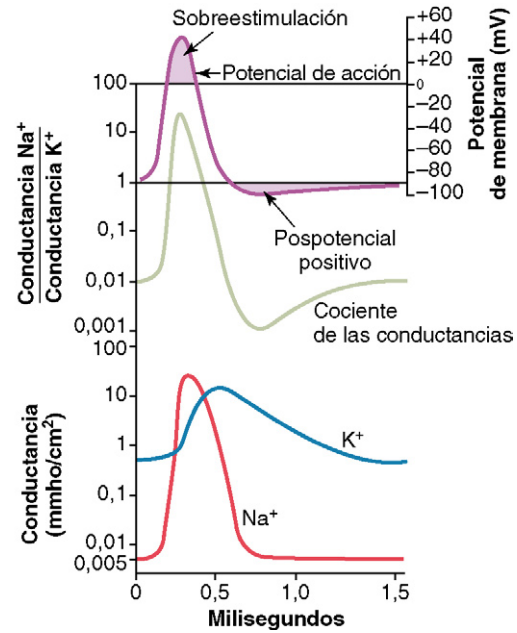 Sobreestimulación
Potencial de acción
+60
+40
+20
0
−20
−40
−60
−80
−100
Potencial
de membrana (mV)
100
10
1
0,1
0,01
0,001
Conductancia Na⁺
Conductancia K⁺
Pospotencial
positivo
Cociente
de las conductancias
100
10
1
0,1
0,01
0,005
Conductancia
(mmho/cm²)
K⁺
Na⁺
0
0,5
1,0
1,5
Milisegundos